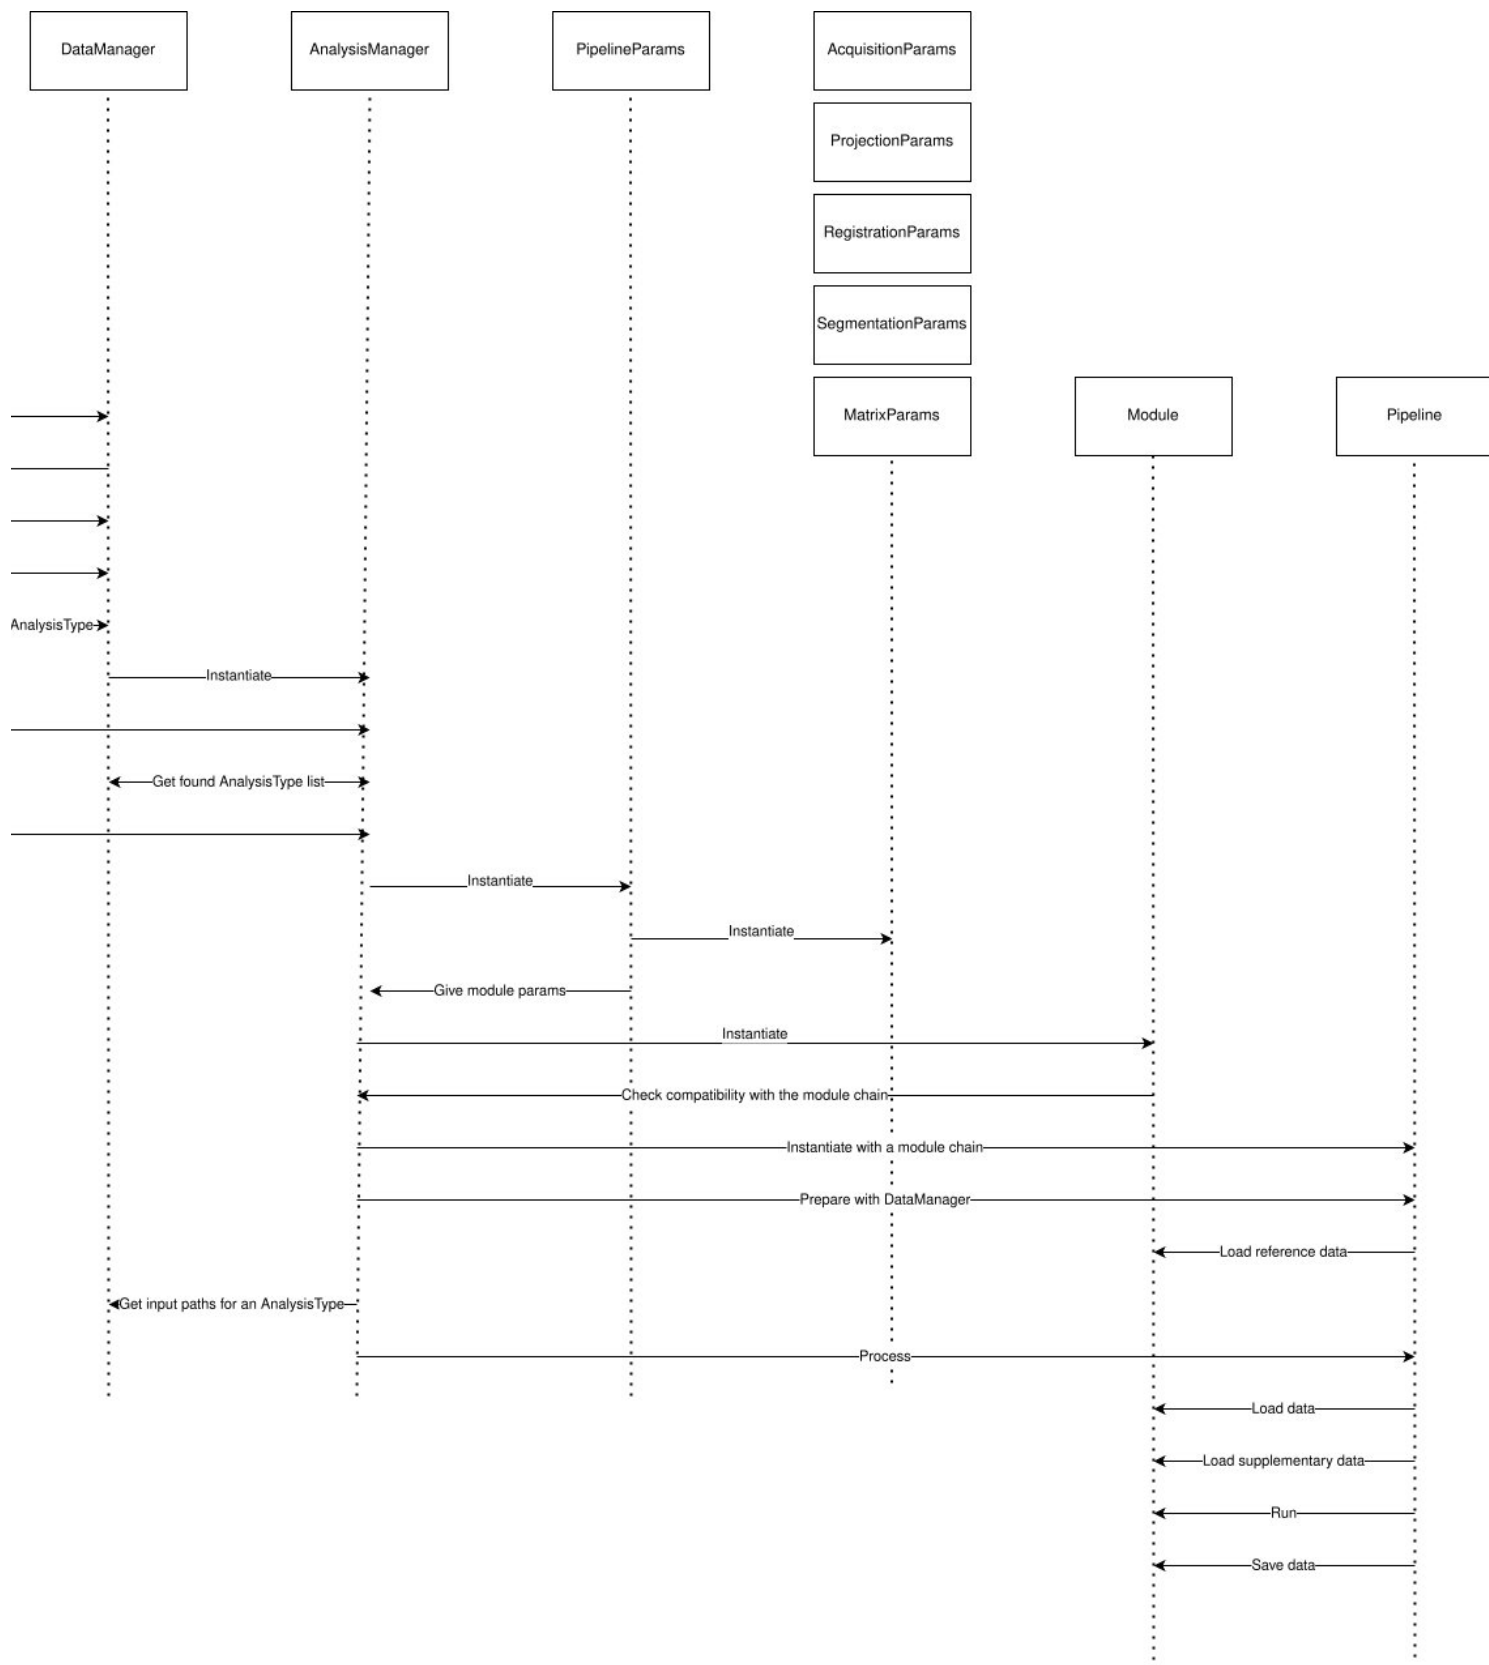 DataManager
AnalysisManager
PipelineParams
AcquisitionParams
ProjectionParams
RegistrationParams
SegmentationParams
MatrixParams
Module
Pipeline
AnalysisType
Instantiate
Get found AnalysisType list
Instantiate
Instantiate
Give module params
Instantiate
Check compatibility with the module chain
Instantiate with a module chain
Prepare with DataManager
Load reference data
Get input paths for an AnalysisType
Process
Load data
Load supplementary data
Run
Save data